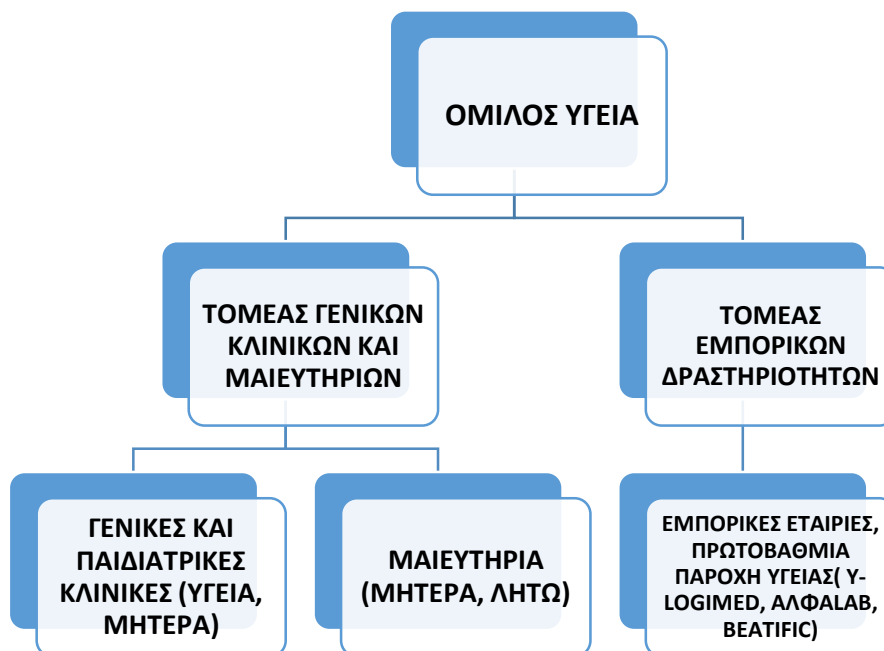 ΟΜΙΛΟΣ ΥΓΕΙΑ
ΤΟΜΕΑΣ ΓΕΝΙΚΩΝ
ΚΛΙΝΙΚΩΝ ΚΑΙ
ΜΑΙΕΥΤΗΡΙΩΝ
ΤΟΜΕΑΣ
ΕΜΠΟΡΙΚΩΝ
ΔΡΑΣΤΗΡΙΟΤΗΤΩΝ
ΓΕΝΙΚΕΣ ΚΑΙ
ΠΑΙΔΙΑΤΡΙΚΕΣ
ΚΛΙΝΙΚΕΣ (ΥΓΕΙΑ,
ΜΗΤΕΡΑ)
ΜΑΙΕΥΤΗΡΙΑ
(ΜΗΤΕΡΑ, ΛΗΤΩ)
ΕΜΠΟΡΙΚΕΣ ΕΤΑΙΡΙΕΣ,
ΠΡΩΤΟΒΑΘΜΙΑ
ΠΑΡΟΧΗ ΥΓΕΙΑΣ( Y-
LOGIMED, ΑΛΦΑLAB,
BEATIFIC)